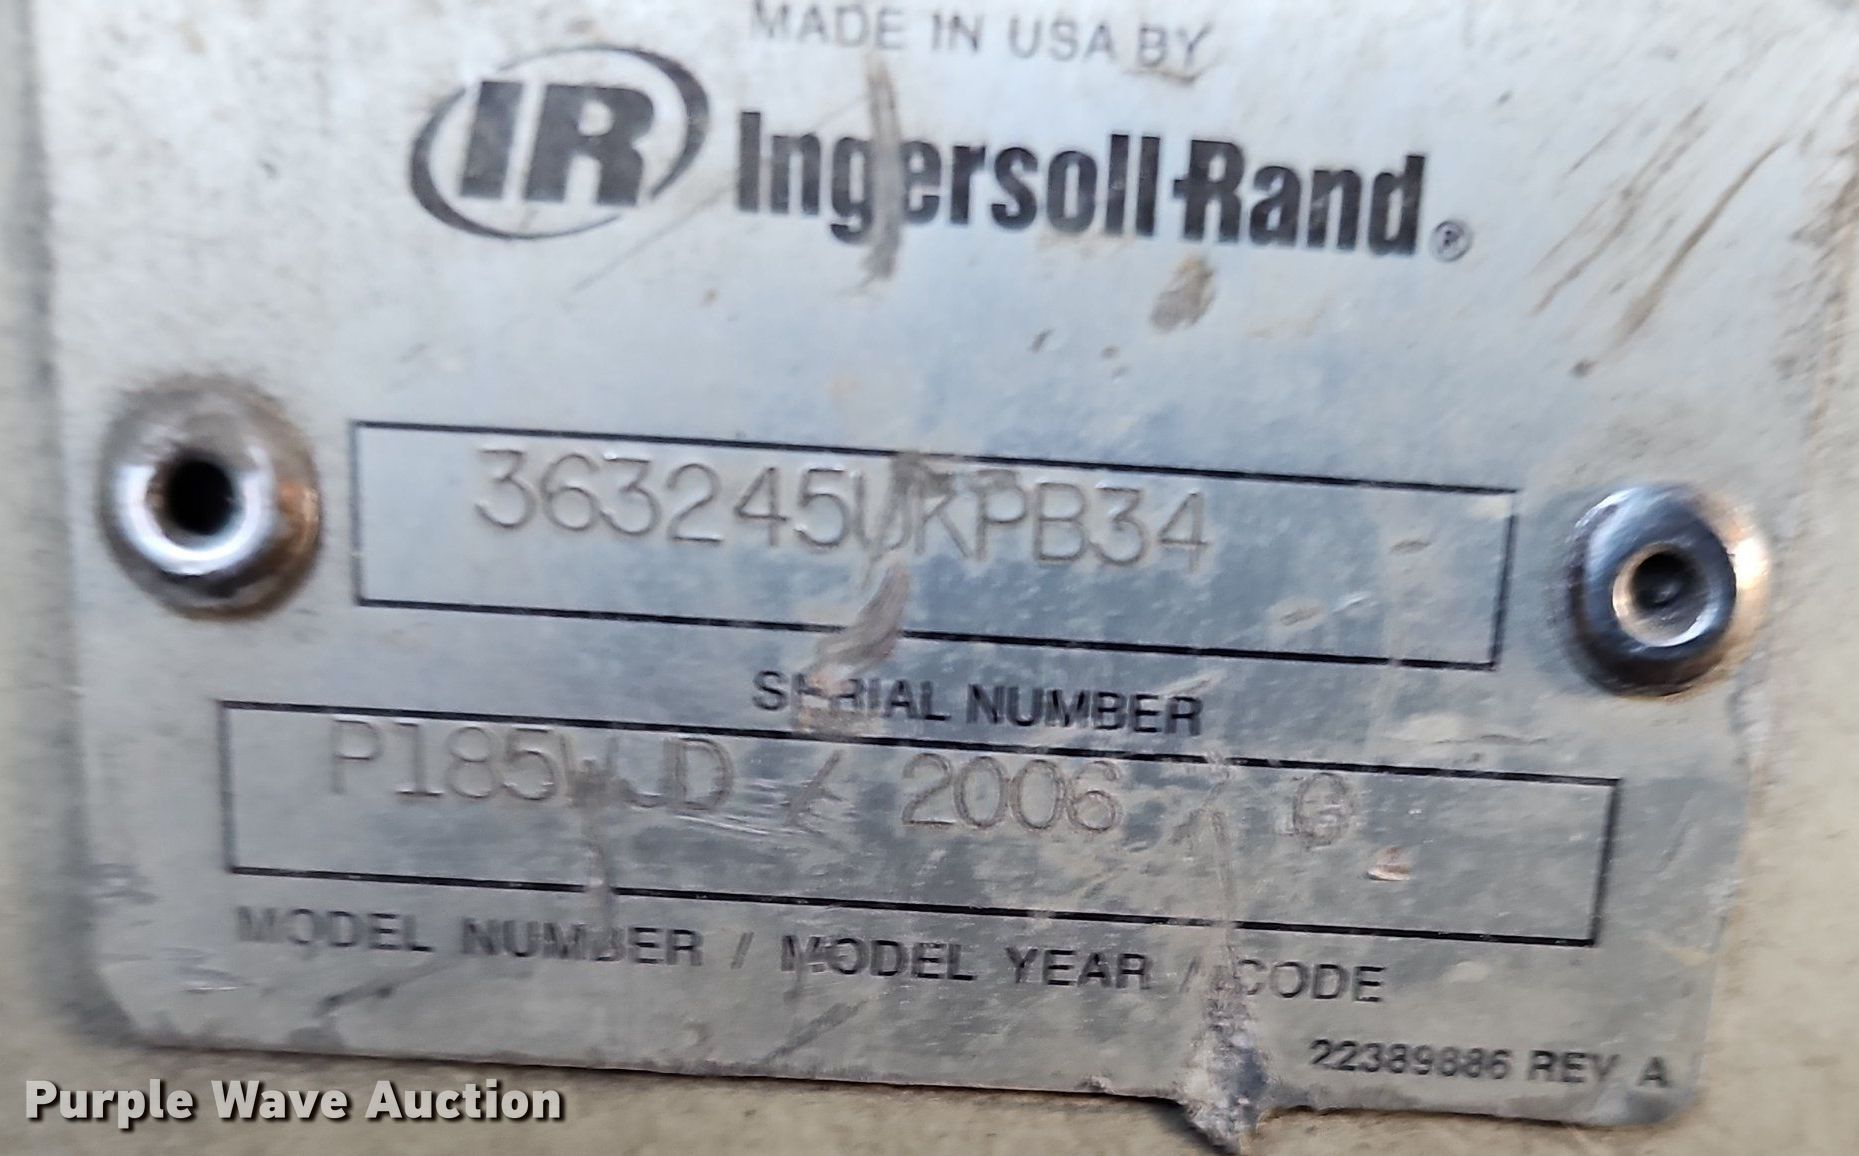 MADE IN USA BY
IR Ingersoll-Rand®
363245UKPB34
SERIAL NUMBER
P185WJD / 2006 / G
MODEL NUMBER / MODEL YEAR / CODE
22389886 REV A
Purple Wave Auction